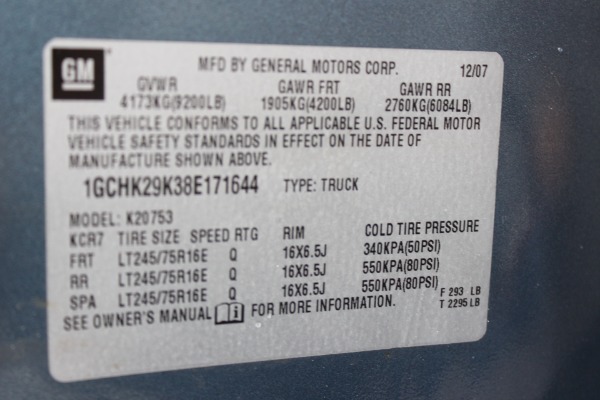 GM
MFD BY GENERAL MOTORS CORP. 12/07
GVWR GAWR FRT GAWR RR
4173KG(9200LB) 1905KG(4200LB) 2760KG(6084LB)
THIS VEHICLE CONFORMS TO ALL APPLICABLE U.S. FEDERAL MOTOR
VEHICLE SAFETY STANDARDS IN EFFECT ON THE DATE OF
MANUFACTURE SHOWN ABOVE.
1GCHK29K38E171644 TYPE: TRUCK
MODEL: K20753
KCR7 TIRE SIZE SPEED RTG RIM COLD TIRE PRESSURE
FRT LT245/75R16E Q 16X6.5J 340KPA(50PSI)
RR LT245/75R16E Q 16X6.5J 550KPA(80PSI)
SPA LT245/75R16E Q 16X6.5J 550KPA(80PSI)
F 293 LB
T 2295 LB
SEE OWNER'S MANUAL FOR MORE INFORMATION.